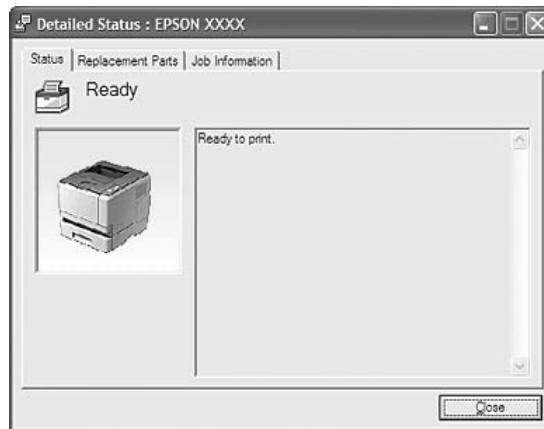 Detailed Status : EPSON XXXX
Status Replacement Parts Job Information
Ready
Ready to print.
Close